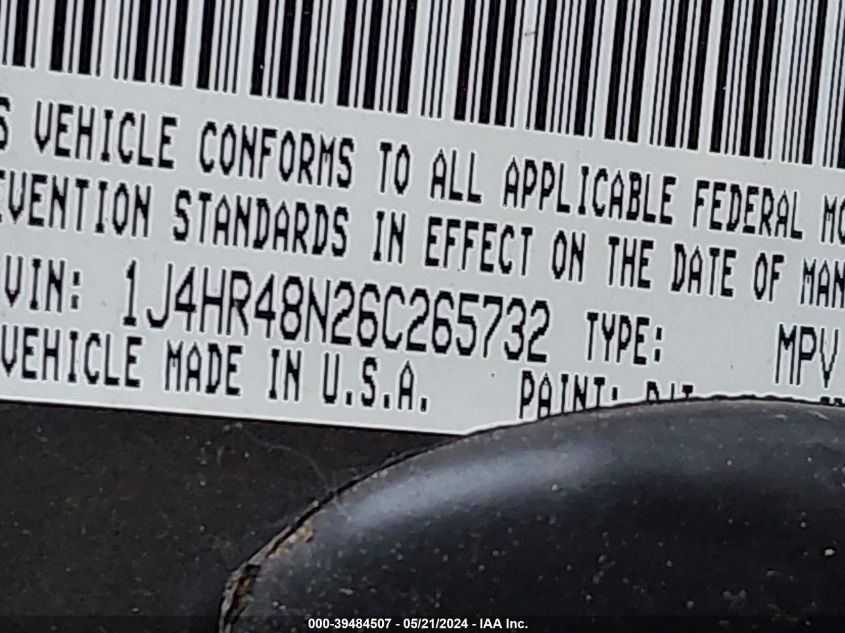 S VEHICLE CONFORMS TO ALL APPLICABLE FEDERAL MO
EVENTION STANDARDS IN EFFECT ON THE DATE OF MAN
VIN: 1J4HR48N26C265732 TYPE: MPV
VEHICLE MADE IN U.S.A. PAINT:
000-39484507 - 05/21/2024 - IAA Inc.